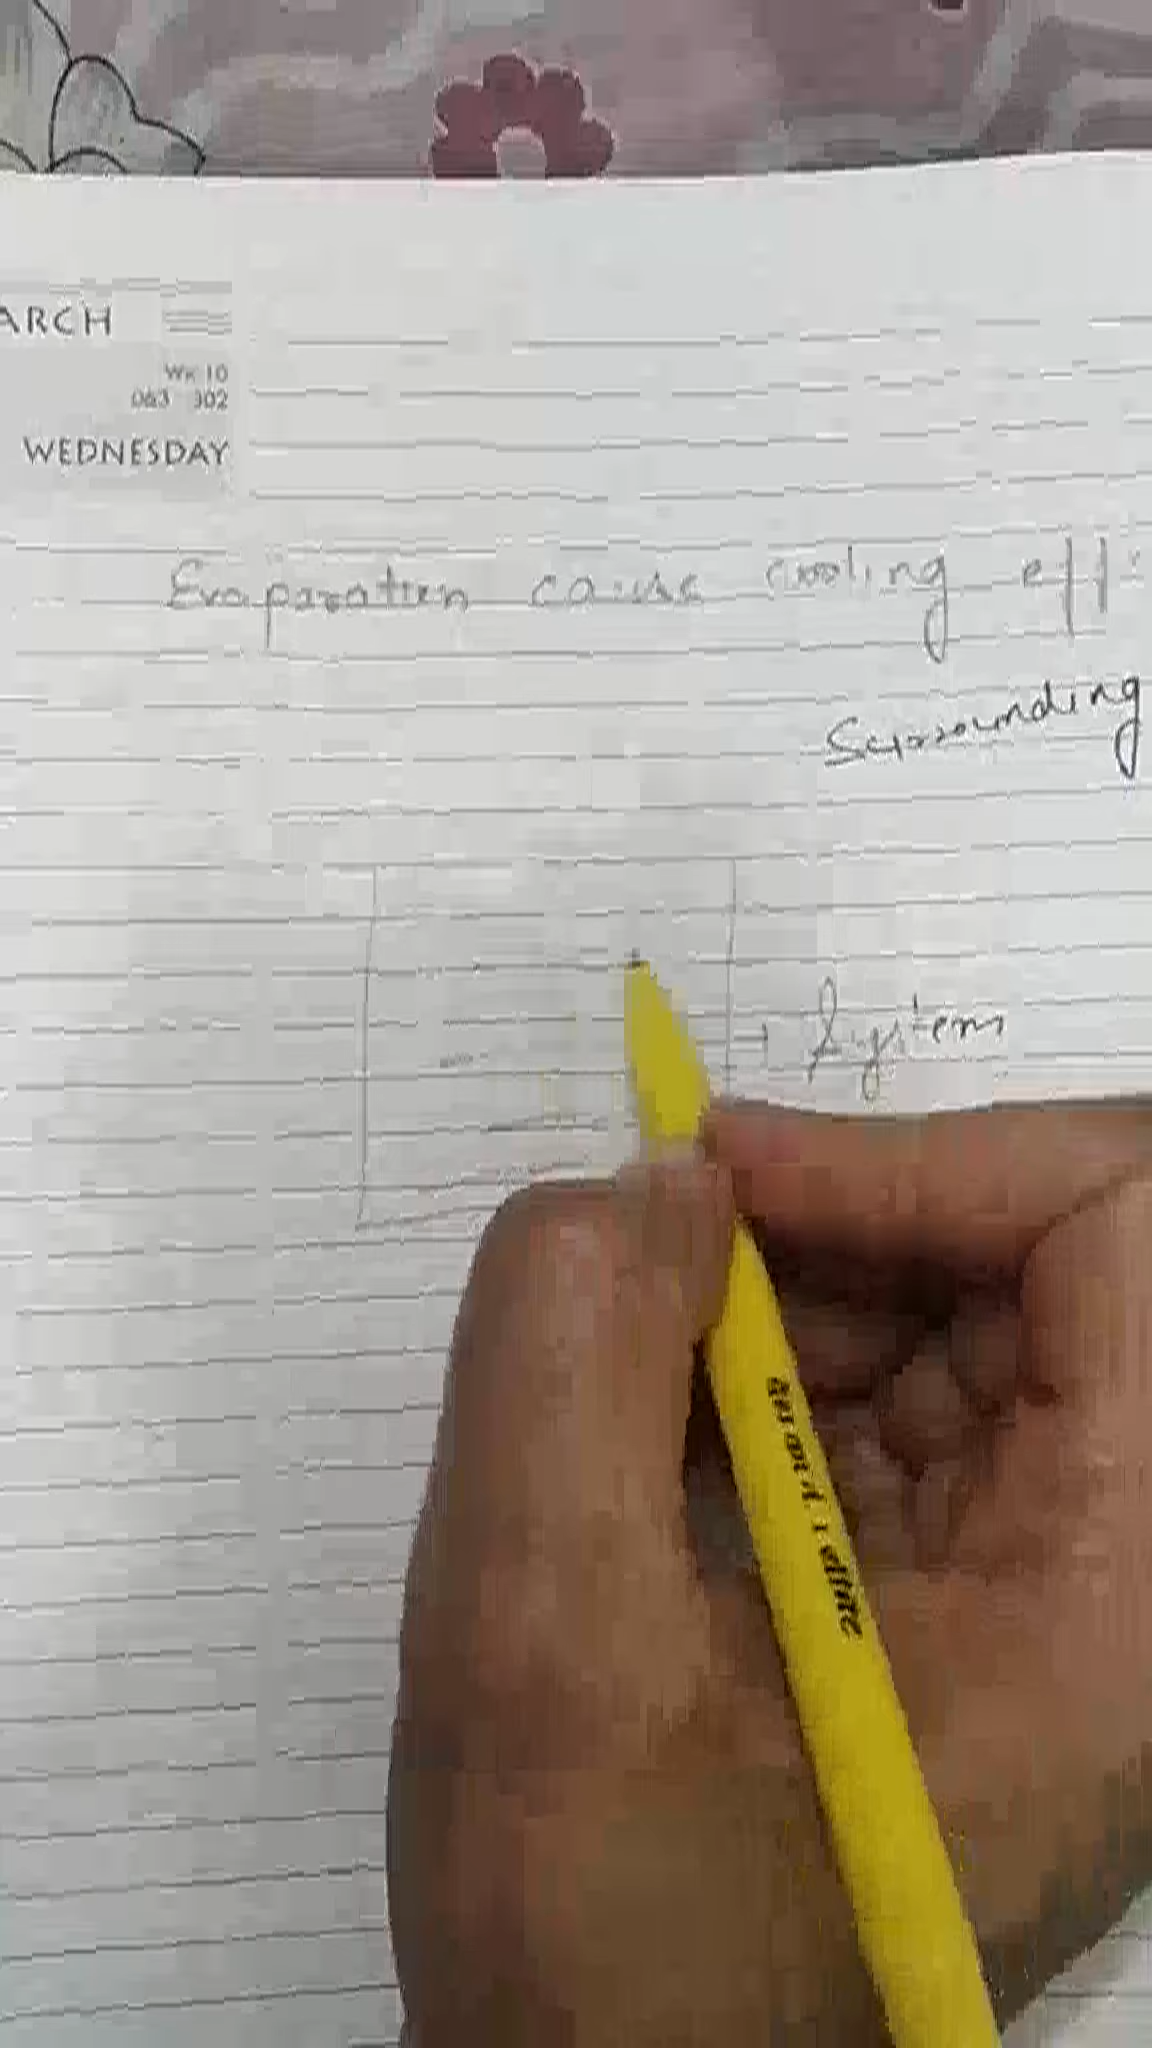 ARCH
WK 10
063 302
WEDNESDAY
Evaporation cause cooling eff
Surrounding
System